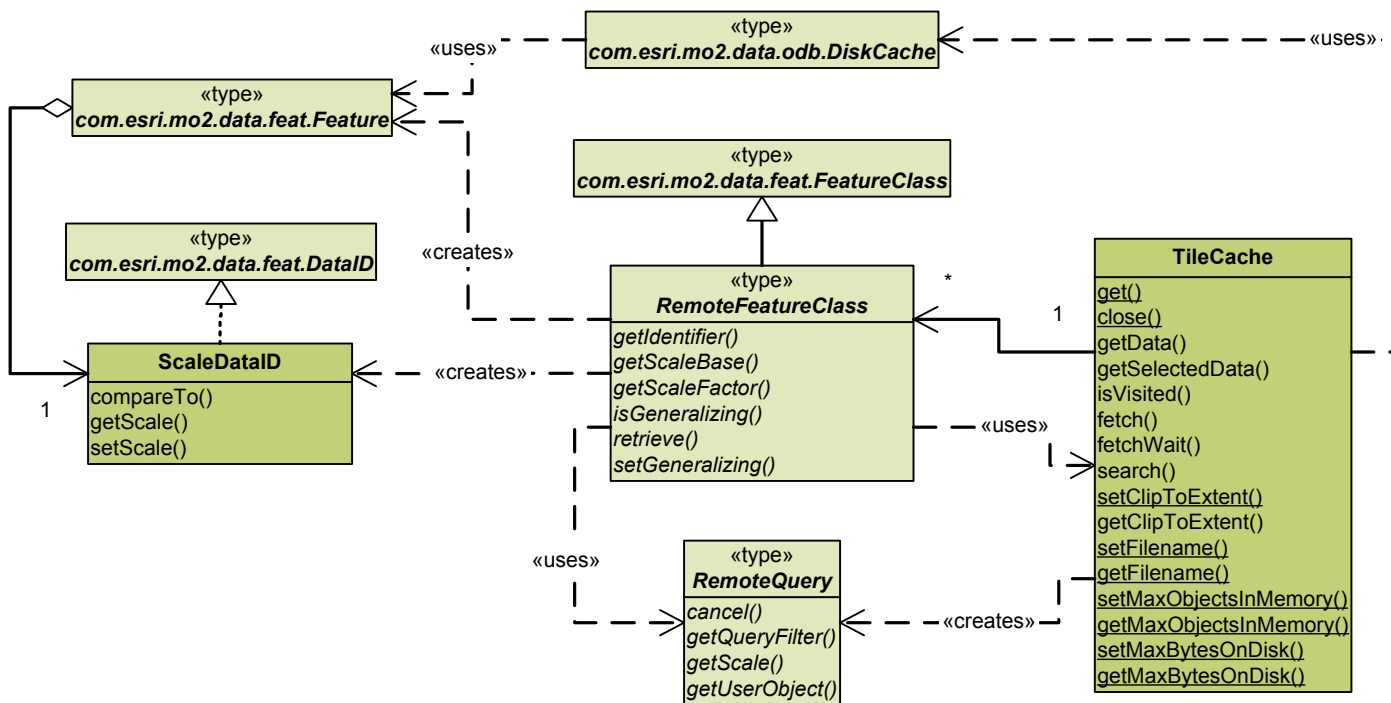 «type»
com.esri.mo2.data.odb.DiskCache
«uses»
«uses»
«type»
com.esri.mo2.data.feat.Feature
«type»
com.esri.mo2.data.feat.FeatureClass
«type»
com.esri.mo2.data.feat.DataID
«creates»
«type»
RemoteFeatureClass
getIdentifier()
getScaleBase()
getScaleFactor()
isGeneralizing()
retrieve()
setGeneralizing()
*
1
TileCache
get()
close()
getData()
getSelectedData()
isVisited()
fetch()
fetchWait()
search()
setClipToExtent()
getClipToExtent()
setFilename()
getFilename()
setMaxObjectsInMemory()
getMaxObjectsInMemory()
setMaxBytesOnDisk()
getMaxBytesOnDisk()
ScaleDataID
compareTo()
getScale()
setScale()
1
«creates»
«uses»
«uses»
«type»
RemoteQuery
cancel()
getQueryFilter()
getScale()
getUserObject()
«creates»